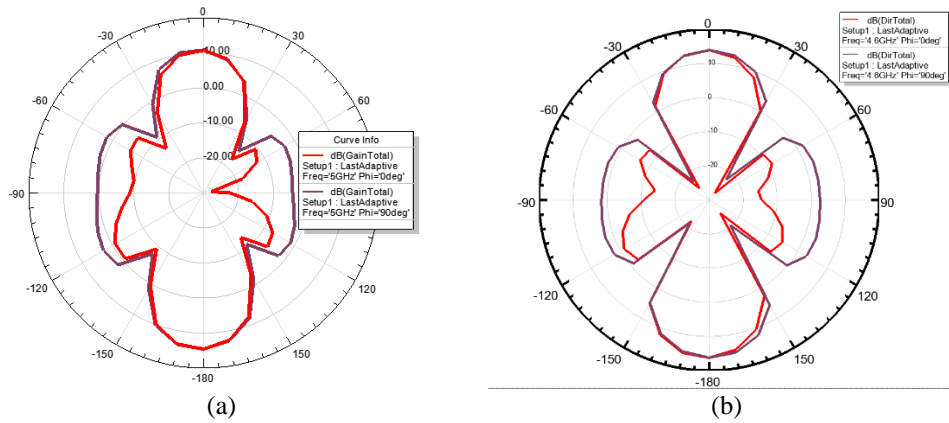 0
-30
30
10.00
-60
60
0.00
-10.00
-20.00
-90
-120
120
-150
150
-180
Curve Info
dB(GainTotal)
Setup1 : LastAdaptive
Freq='5GHz' Phi='0deg'
dB(GainTotal)
Setup1 : LastAdaptive
Freq='5GHz' Phi='90deg'
(a)
0
-30
30
10
-60
60
0
10
20
-90
90
-120
120
-150
150
-180
dB(DirTotal)
Setup1 : LastAdaptive
Freq='4.6GHz' Phi='0deg'
dB(DirTotal)
Setup1 : LastAdaptive
Freq='4.6GHz' Phi='90deg'
(b)